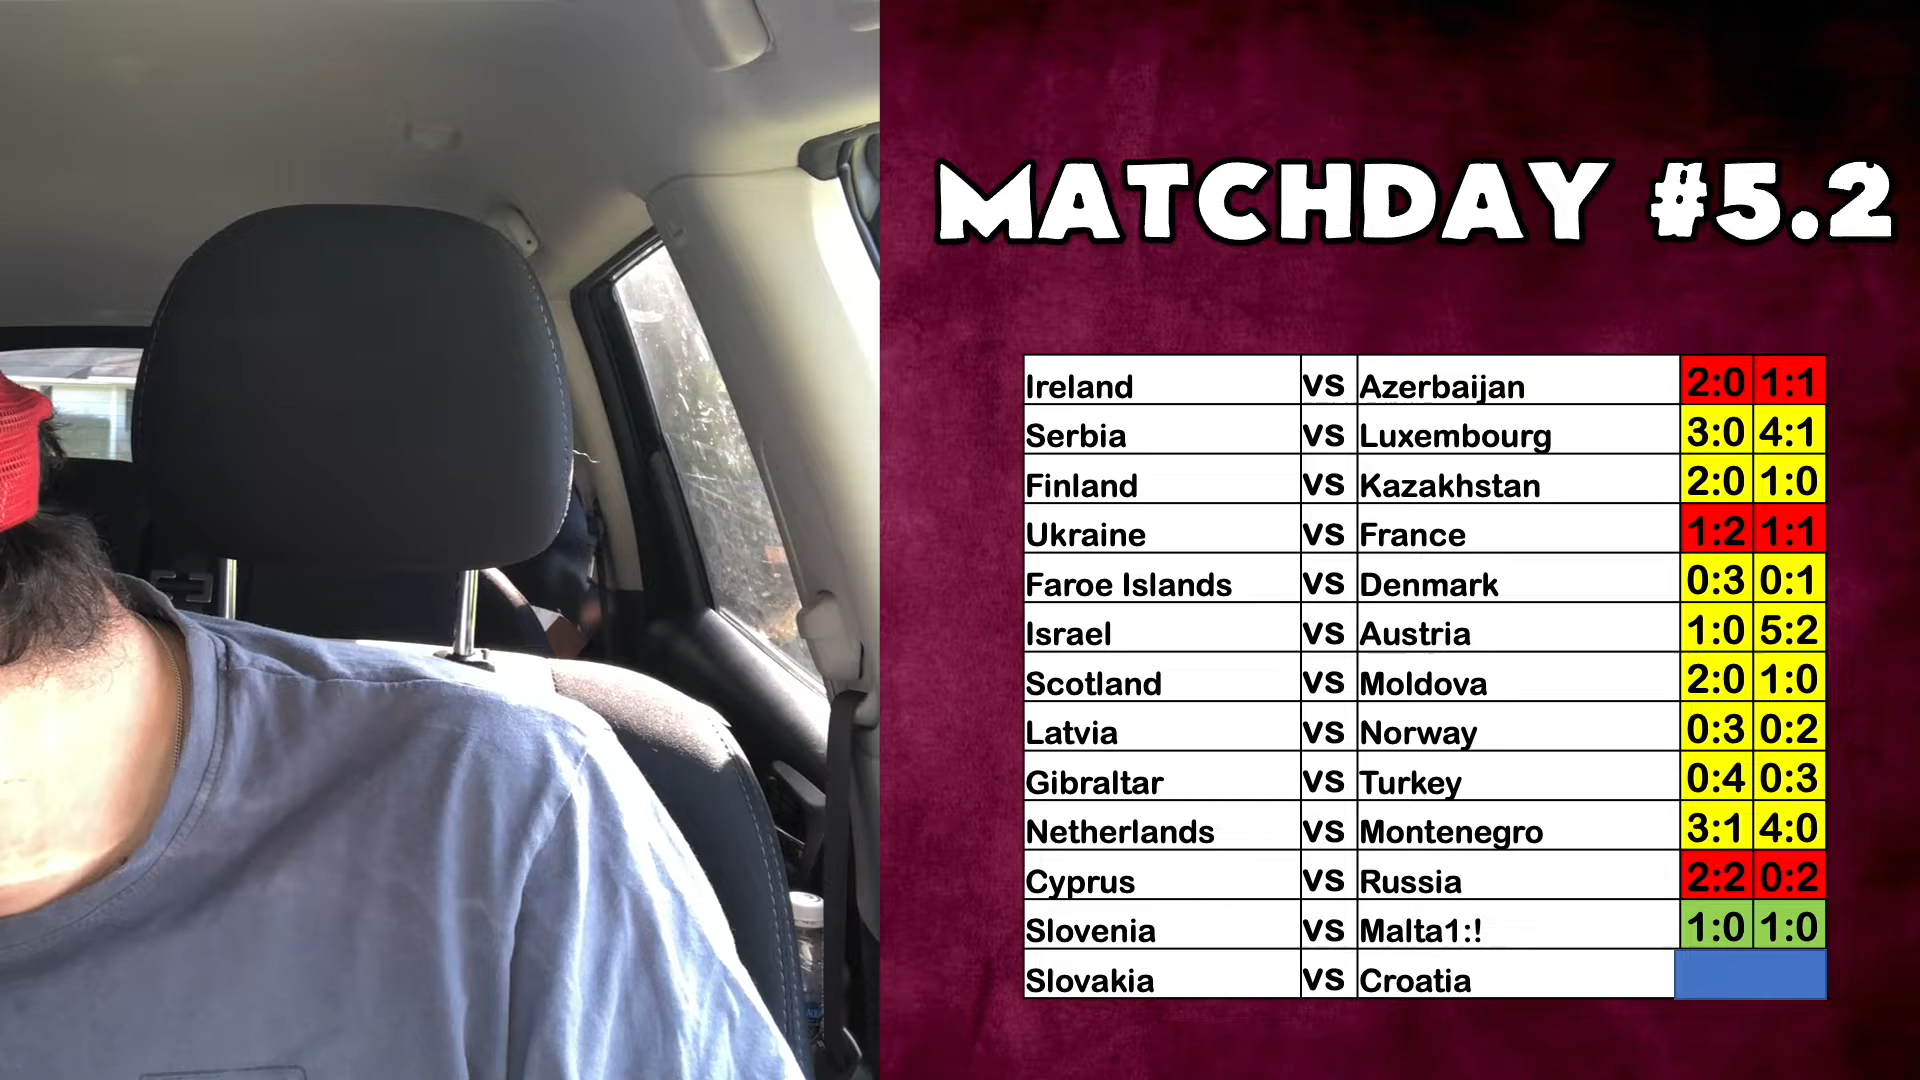 MATCHDAY #5.2
Ireland VS Azerbaijan 2:0 1:1
Serbia VS Luxembourg 3:0 4:1
Finland VS Kazakhstan 2:0 1:0
Ukraine VS France 1:2 1:1
Faroe Islands VS Denmark 0:3 0:1
Israel VS Austria 1:0 5:2
Scotland VS Moldova 2:0 1:0
Latvia VS Norway 0:3 0:2
Gibraltar VS Turkey 0:4 0:3
Netherlands VS Montenegro 3:1 4:0
Cyprus VS Russia 2:2 0:2
Slovenia VS Malta1:! 1:0 1:0
Slovakia VS Croatia